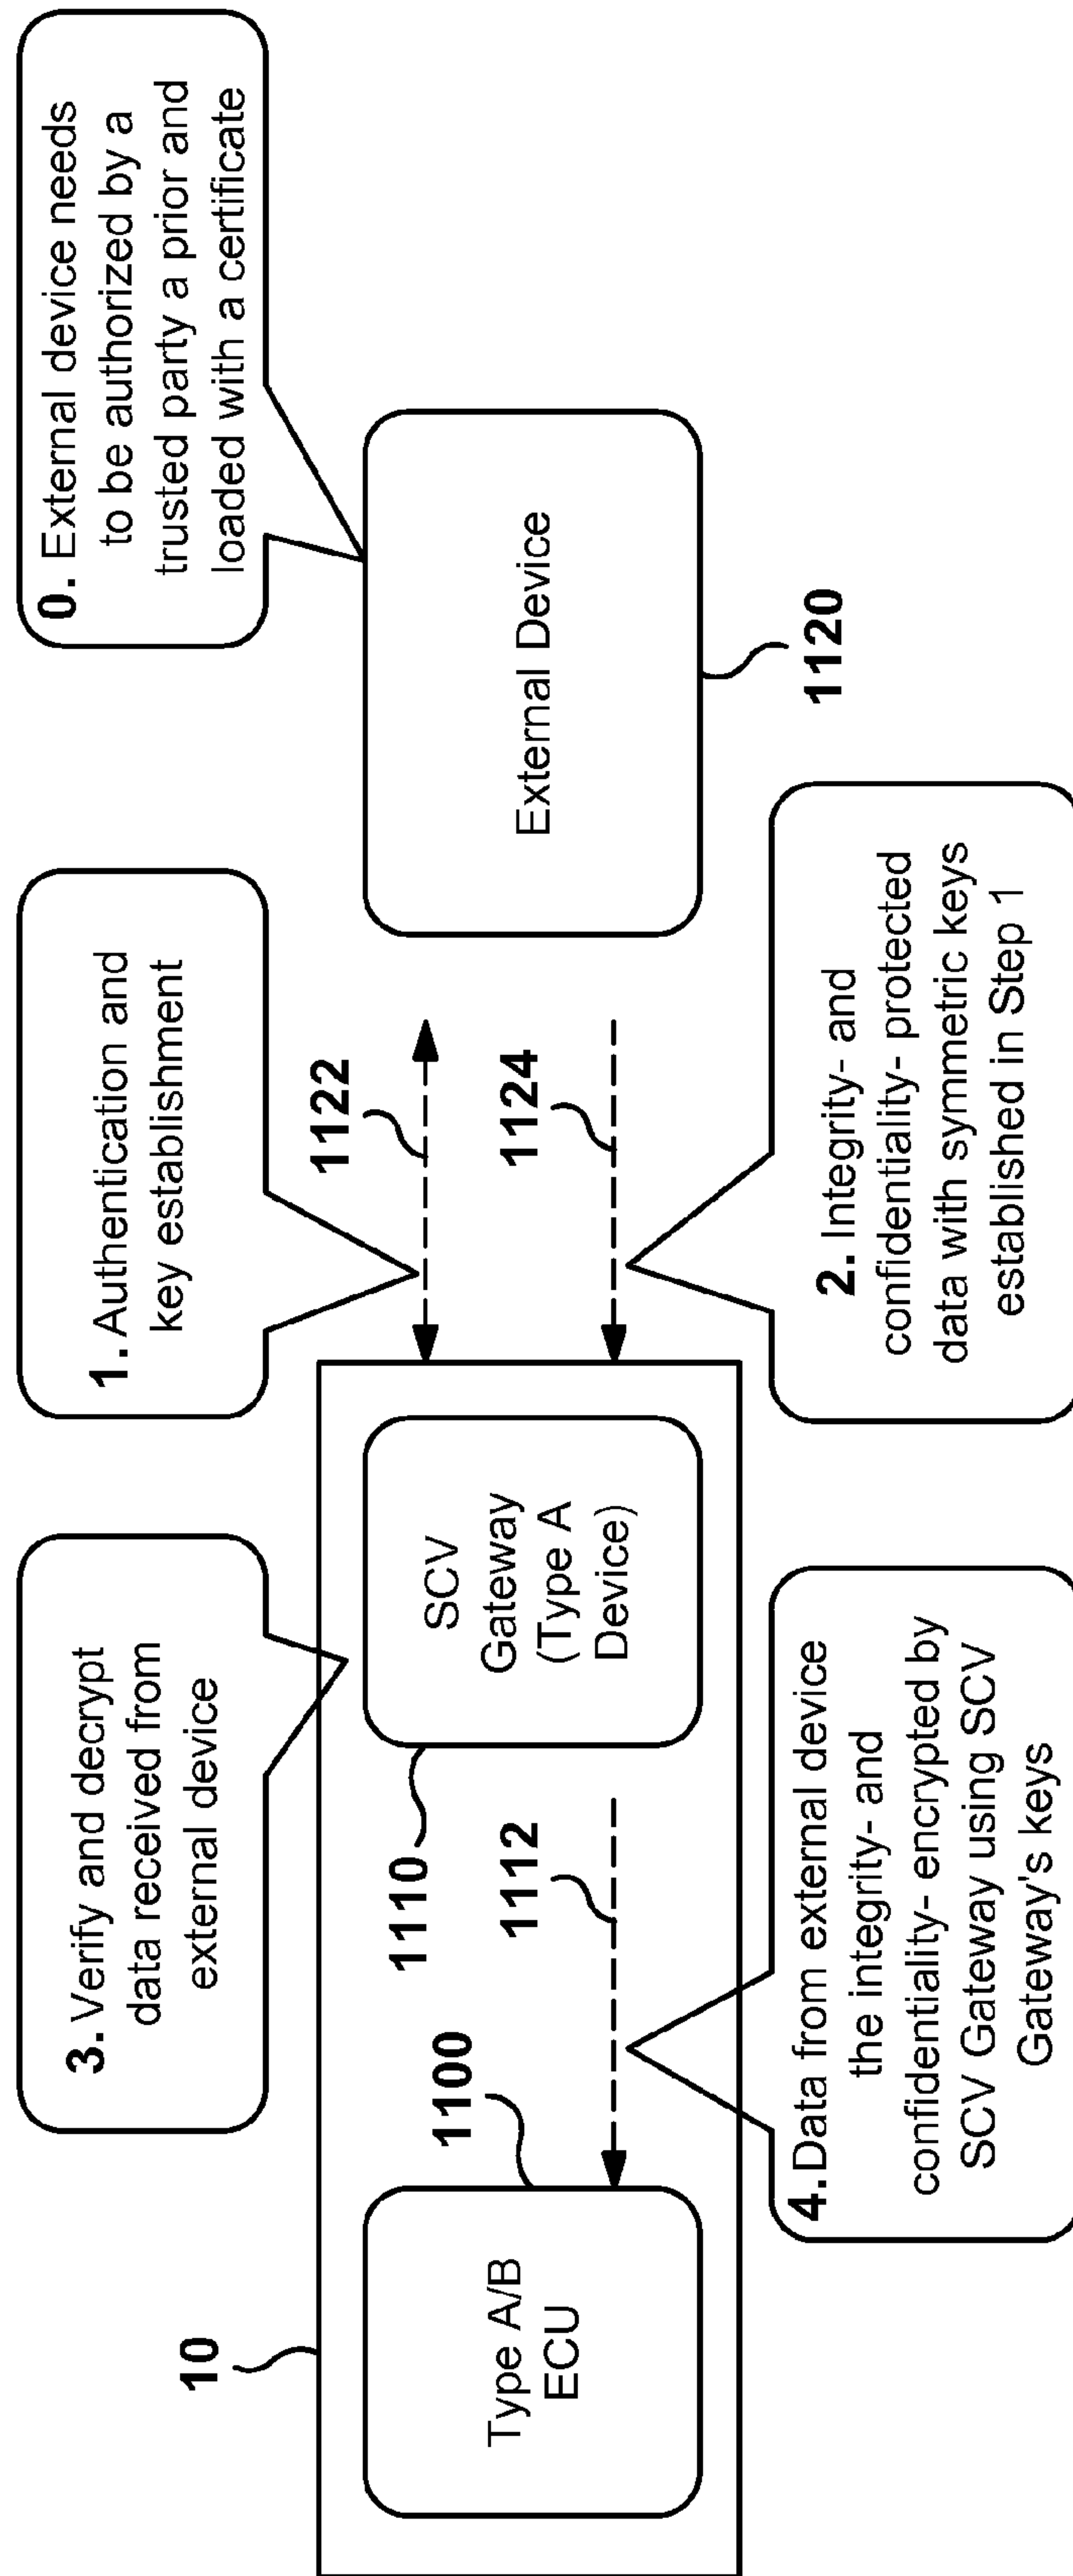 3. Verify and decrypt
data received from
external device
1. Authentication and
key establishment
0. External device needs
to be authorized by a
trusted party a prior and
loaded with a certificate
10
1100
1110
1122
Type A/B
ECU
SCV
Gateway
(Type A
Device)
External Device
1112
1124
1120
4. Data from external device
the integrity- and
confidentiality- encrypted by
SCV Gateway using SCV
Gateway's keys
2. Integrity- and
confidentiality- protected
data with symmetric keys
established in Step 1